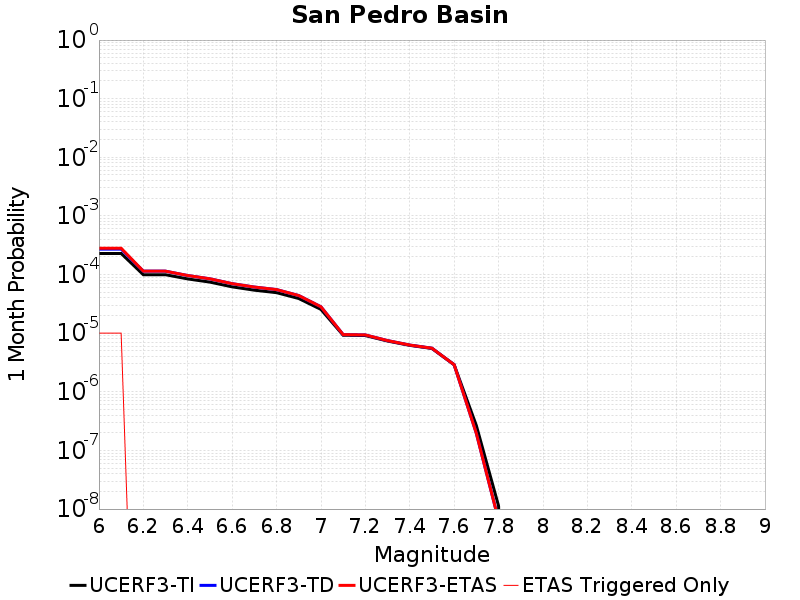 San Pedro Basin
1 Month Probability
10^0
10^-1
10^-2
10^-3
10^-4
10^-5
10^-6
10^-7
10^-8
6 6.2 6.4 6.6 6.8 7 7.2 7.4 7.6 7.8 8 8.2 8.4 8.6 8.8 9
Magnitude
UCERF3-TI UCERF3-TD UCERF3-ETAS ETAS Triggered Only